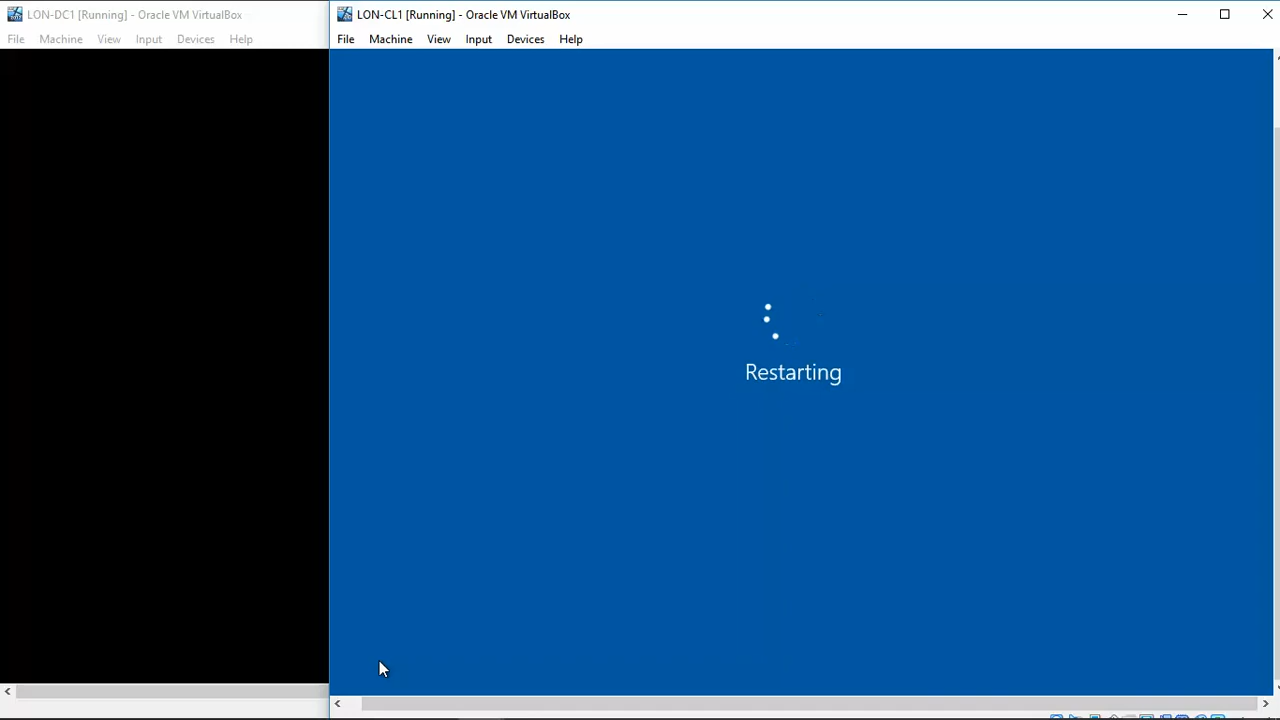 LON-DC1 [Running] - Oracle VM VirtualBox
File Machine View Input Devices Help
LON-CL1 [Running] - Oracle VM VirtualBox
File Machine View Input Devices Help
Restarting